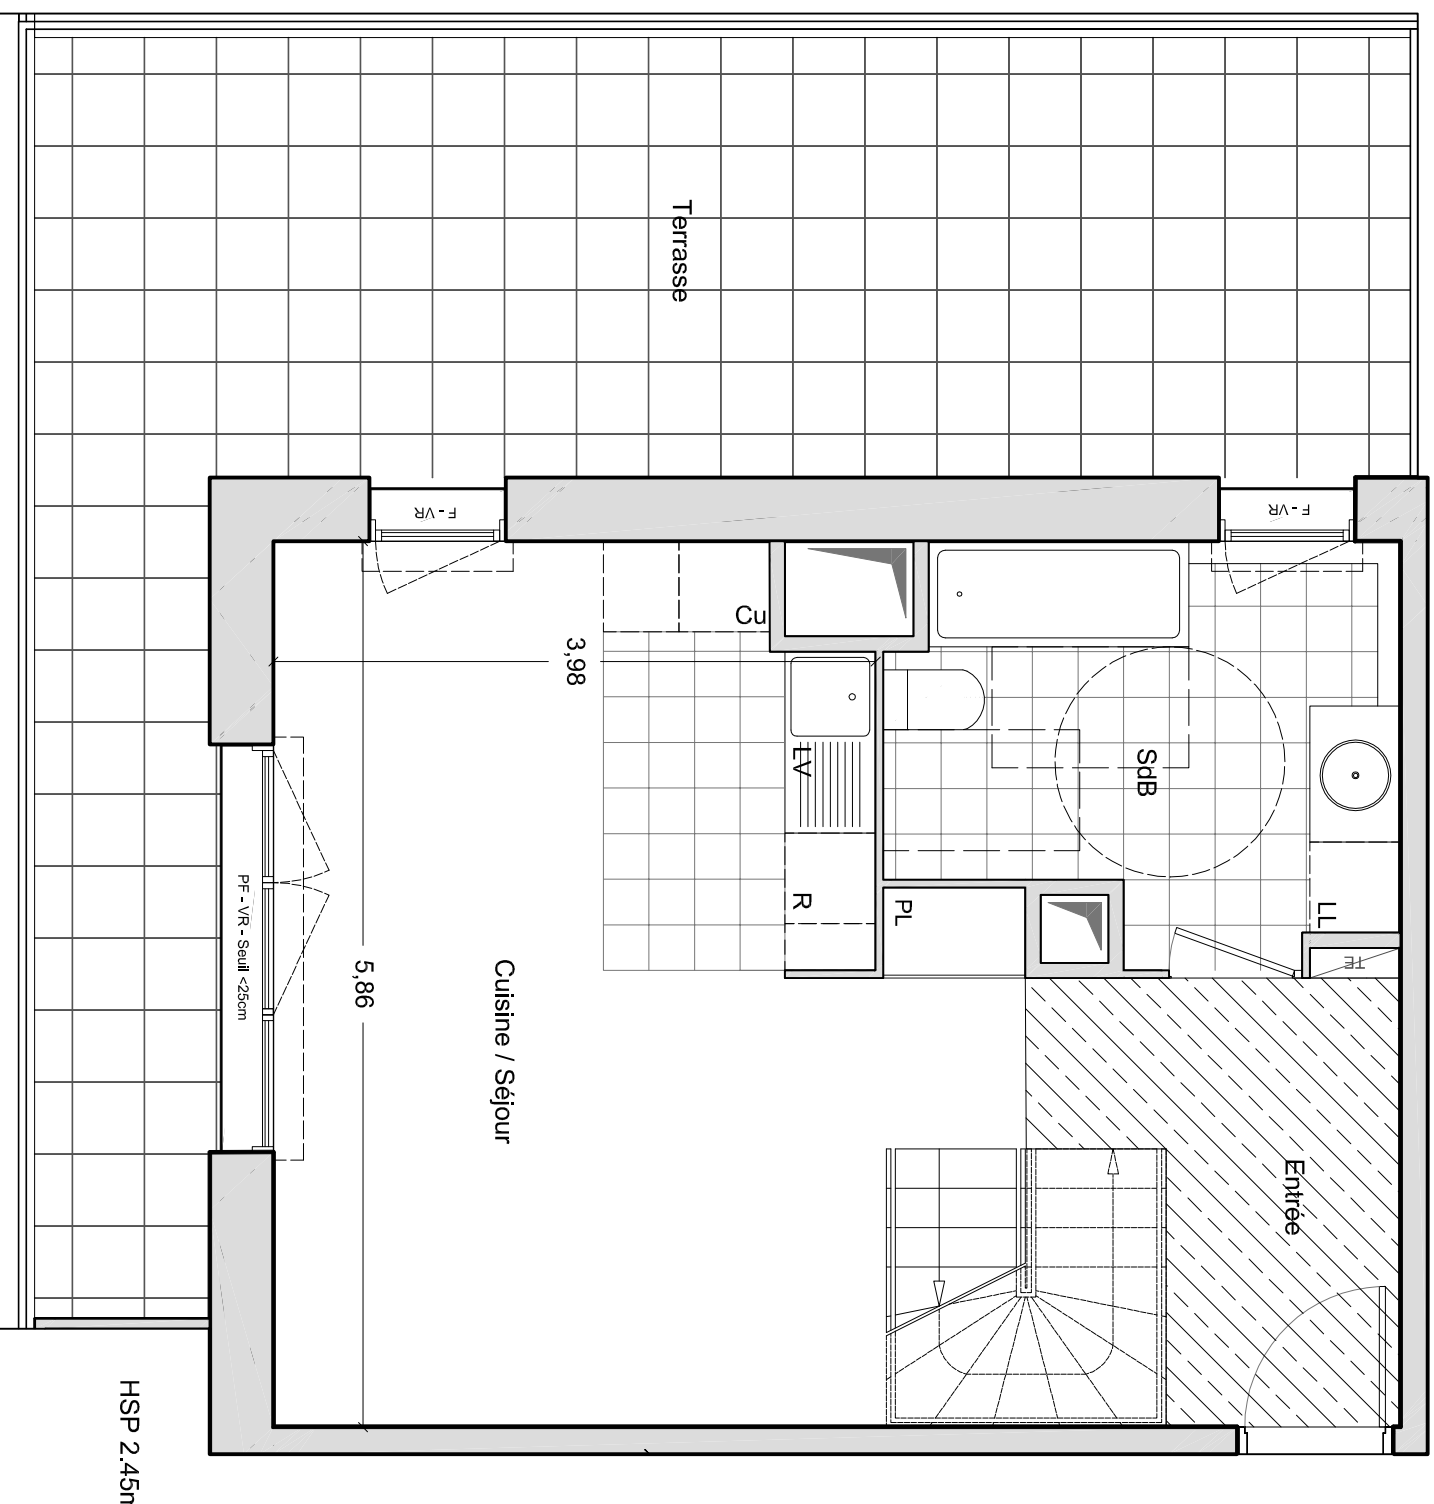 Terrasse
F - VR
F - VR
Cu
3,98
LV
SdB
R
PL
LL
TE
PF - VR - Seuil <25cm
5,86
Cuisine / Séjour
Entrée
HSP 2.45m